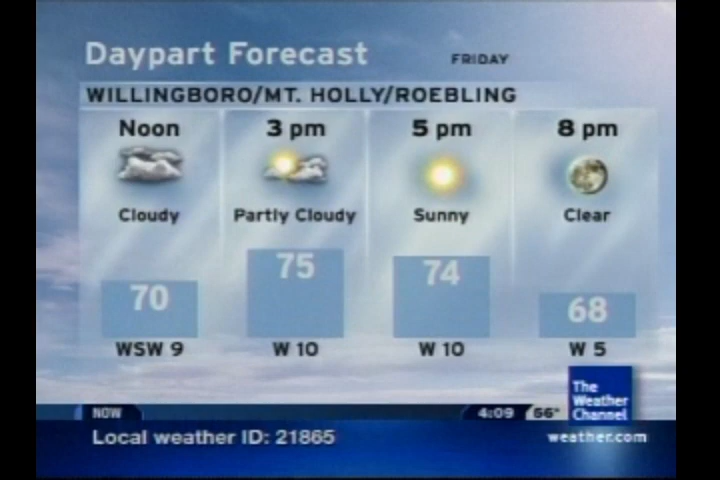 Daypart Forecast
FRIDAY
WILLINGBORO/MT. HOLLY/ROEBLING
Noon 3 pm 5 pm 8 pm
Cloudy Partly Cloudy Sunny Clear
70 75 74 68
WSW 9 W 10 W 10 W 5
The
Weather
Channel
NOW 4:09 66°
Local weather ID: 21865
weather.com